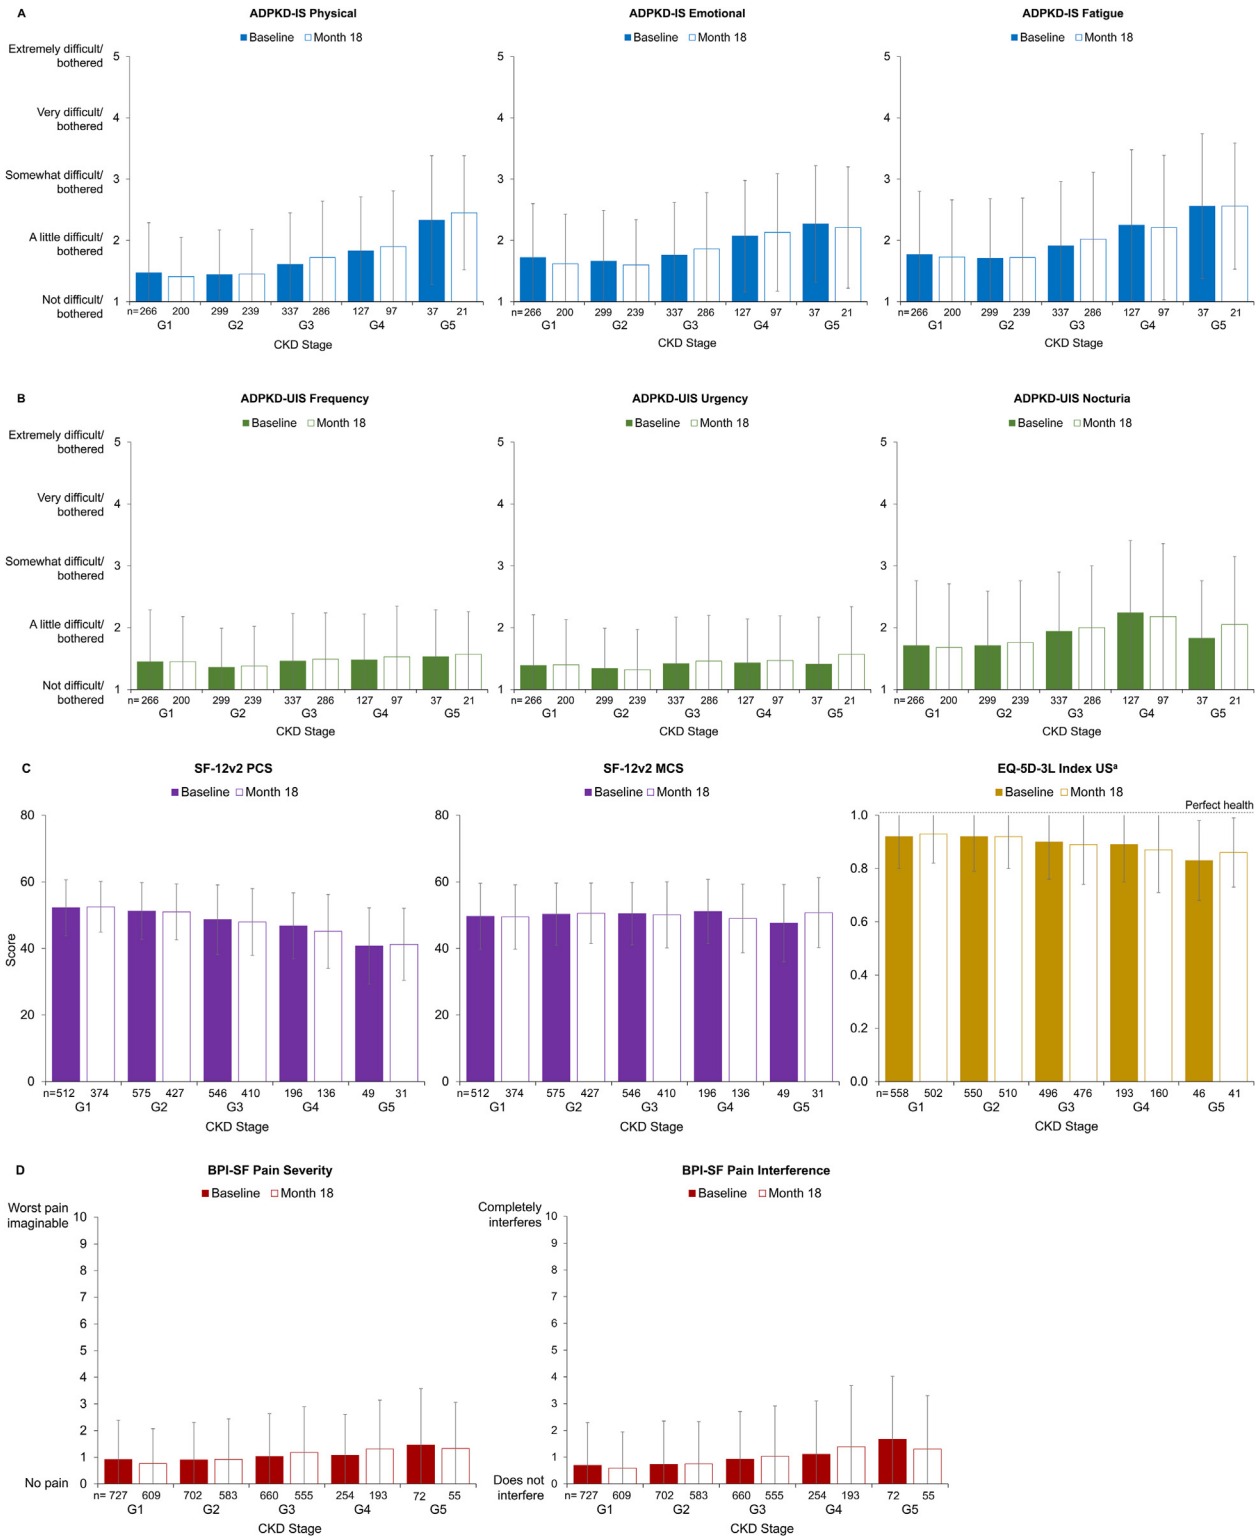 A
ADPKD-IS Physical
ADPKD-IS Emotional
ADPKD-IS Fatigue
Baseline Month 18
Baseline Month 18
Baseline Month 18
Extremely difficult/
bothered
Very difficult/
bothered
Somewhat difficult/
bothered
A little difficult/
bothered
Not difficult/
bothered
5
4
3
2
1
5
4
3
2
1
5
4
3
2
1
n= 266 200 299 239 337 286 127 97 37 21
G1 G2 G3 G4 G5
CKD Stage
n= 266 200 299 239 337 286 127 97 37 21
G1 G2 G3 G4 G5
CKD Stage
n= 266 200 299 239 337 286 127 97 37 21
G1 G2 G3 G4 G5
CKD Stage
B
ADPKD-UIS Frequency
ADPKD-UIS Urgency
ADPKD-UIS Nocturia
Baseline Month 18
Baseline Month 18
Baseline Month 18
Extremely difficult/
bothered
Very difficult/
bothered
Somewhat difficult/
bothered
A little difficult/
bothered
Not difficult/
bothered
5
4
3
2
1
5
4
3
2
1
5
4
3
2
1
n= 266 200 299 239 337 286 127 97 37 21
G1 G2 G3 G4 G5
CKD Stage
n= 266 200 299 239 337 286 127 97 37 21
G1 G2 G3 G4 G5
CKD Stage
n= 266 200 299 239 337 286 127 97 37 21
G1 G2 G3 G4 G5
CKD Stage
C
SF-12v2 PCS
SF-12v2 MCS
EQ-5D-3L Index USª
Baseline Month 18
Baseline Month 18
Baseline Month 18
Perfect health
Score
80
60
40
20
0
80
60
40
20
0
1.0
0.8
0.6
0.4
0.2
0.0
n= 512 374 575 427 546 410 196 136 49 31
G1 G2 G3 G4 G5
CKD Stage
n= 512 374 575 427 546 410 196 136 49 31
G1 G2 G3 G4 G5
CKD Stage
n= 558 502 550 510 496 476 193 160 46 41
G1 G2 G3 G4 G5
CKD Stage
D
BPI-SF Pain Severity
BPI-SF Pain Interference
Baseline Month 18
Baseline Month 18
Worst pain
imaginable
No pain
10
9
8
7
6
5
4
3
2
1
0
n= 727 609 702 583 660 555 254 193 72 55
G1 G2 G3 G4 G5
CKD Stage
Completely
interferes
Does not
interfere
10
9
8
7
6
5
4
3
2
1
0
n= 727 609 702 583 660 555 254 193 72 55
G1 G2 G3 G4 G5
CKD Stage